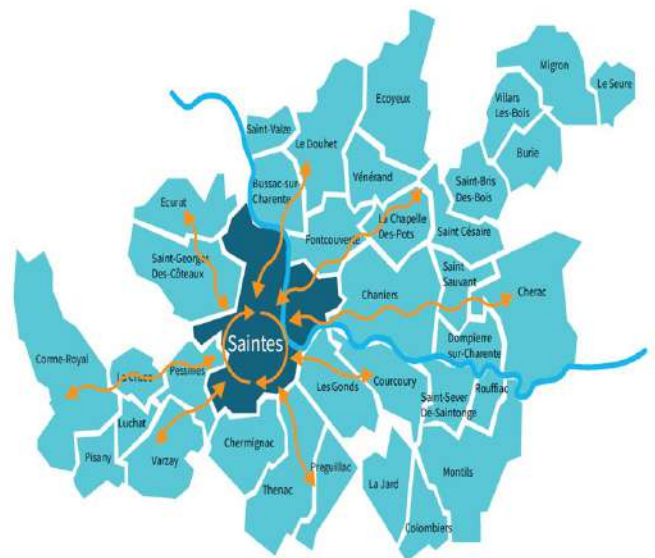 Migron
Le Seure
Ecoyeux
Villars
Les-Bois
Saint-Vaize
Le Douhet
Burie
Vénérand
Bussac-sur-
Charente
Saint-Bris
Des-Bois
Ecurat
La Chapelle
Des-Pots
Fontcouverte
Saint Césaire
Saint-Georges
Des-Côteaux
Saint
Sauvant
Chaniers
Cherac
Corme-Royal
Saintes
Dompierre
sur-Charente
Pessines
La Clisse
Les Gonds
Courcoury
Rouffiac
Saint-Sever
De-Saintonge
Luchat
Chermignac
Pisany
Varzay
Preguillac
Montils
Thenac
La Jard
Colombiers